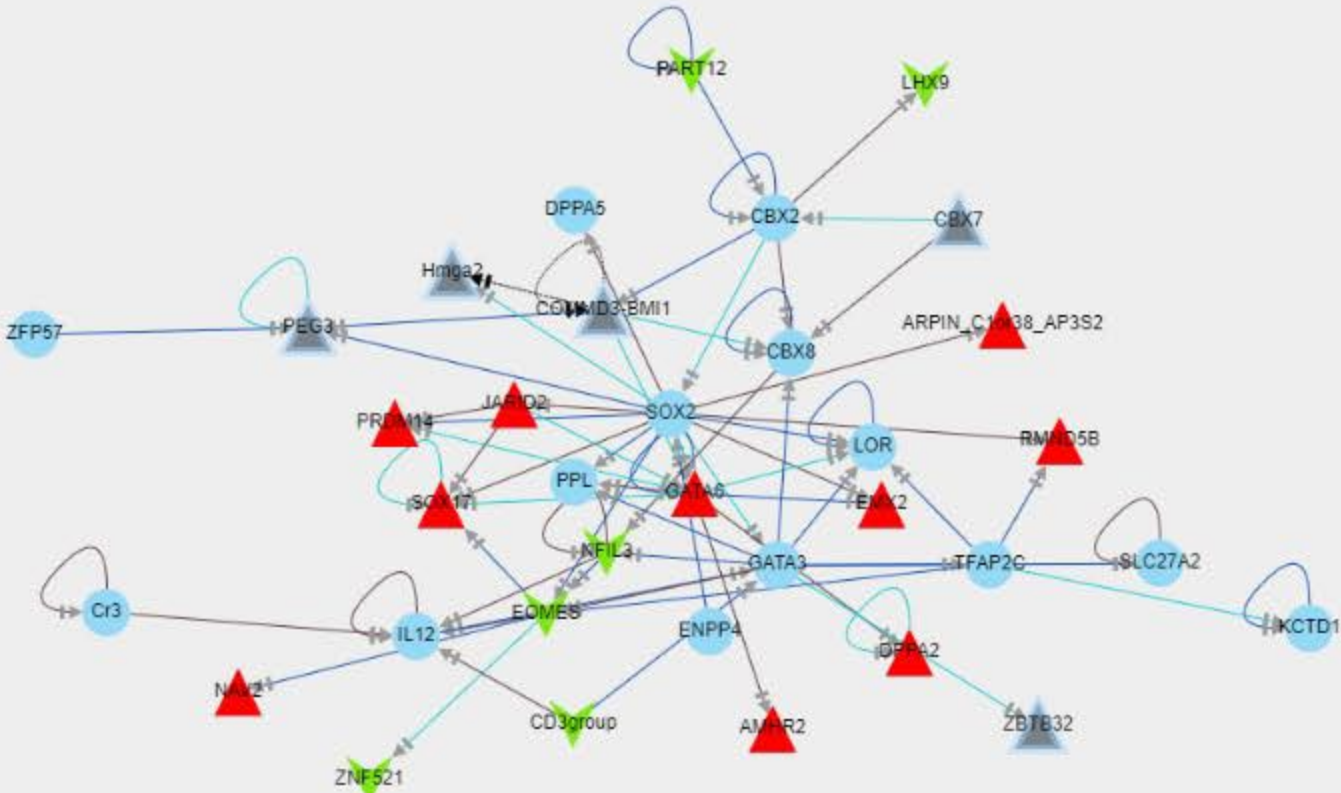 PART12
LHX9
DPPA5
CBX2
CBX7
Hmga2
COMMD3-BMI1
ZFP57
PEG3
CBX8
ARPIN_C15orf38_AP3S2
SOX2
JARID2
PRDM14
LOR
RMND5B
PPL
GATA6
SOX17
EMX2
NFIL3
GATA3
TFAP2C
SLC27A2
Cr3
EOMES
IL12
ENPP4
KCTD1
DPPA2
NAV2
CD3group
AMHR2
ZBTB32
ZNF521